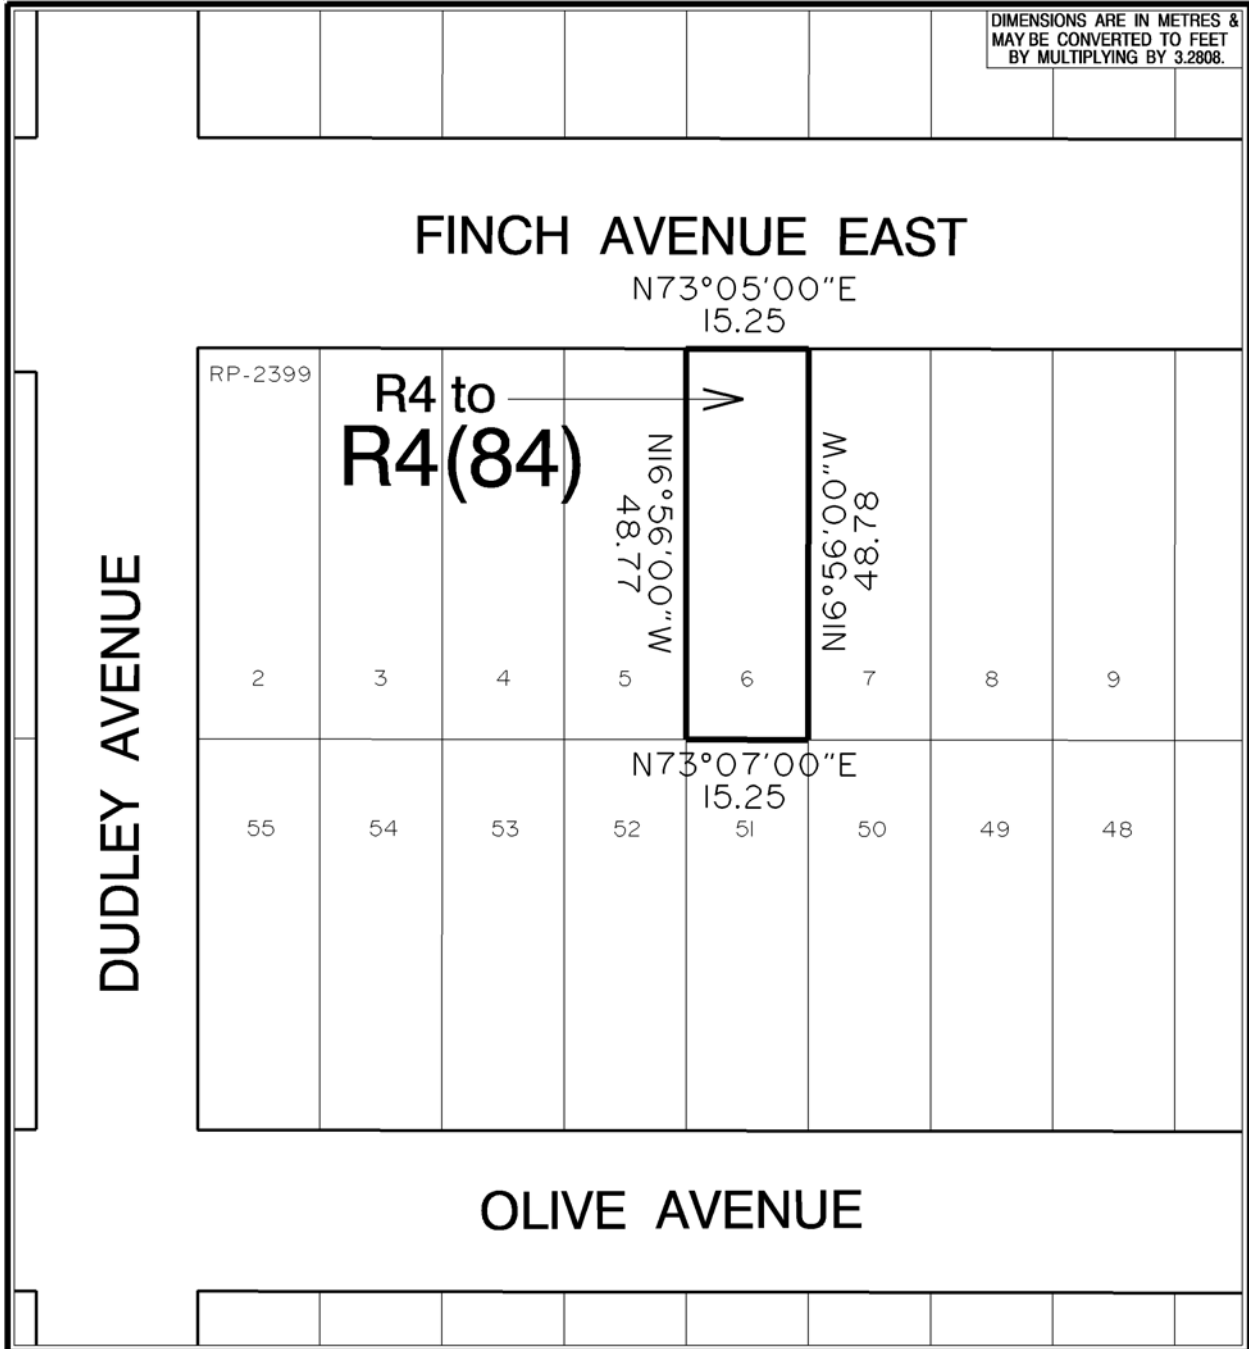 DIMENSIONS ARE IN METRES &
MAY BE CONVERTED TO FEET
BY MULTIPLYING BY 3.2808.
FINCH AVENUE EAST
N73°05'00"E
15.25
RP-2399
R4 to
R4(84)
N16°56'00"W
48.77
N16°56'00"W
48.78
DUDLEY AVENUE
2
3
4
5
6
7
8
9
N73°07'00"E
15.25
55
54
53
52
51
50
49
48
OLIVE AVENUE